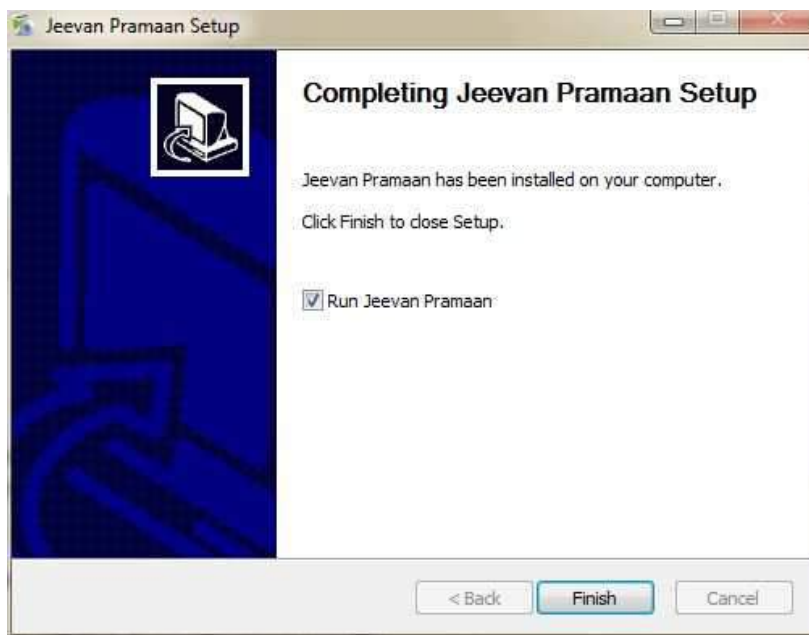 Jeevan Pramaan Setup
Completing Jeevan Pramaan Setup
Jeevan Pramaan has been installed on your computer.
Click Finish to close Setup.
Run Jeevan Pramaan
< Back Finish Cancel